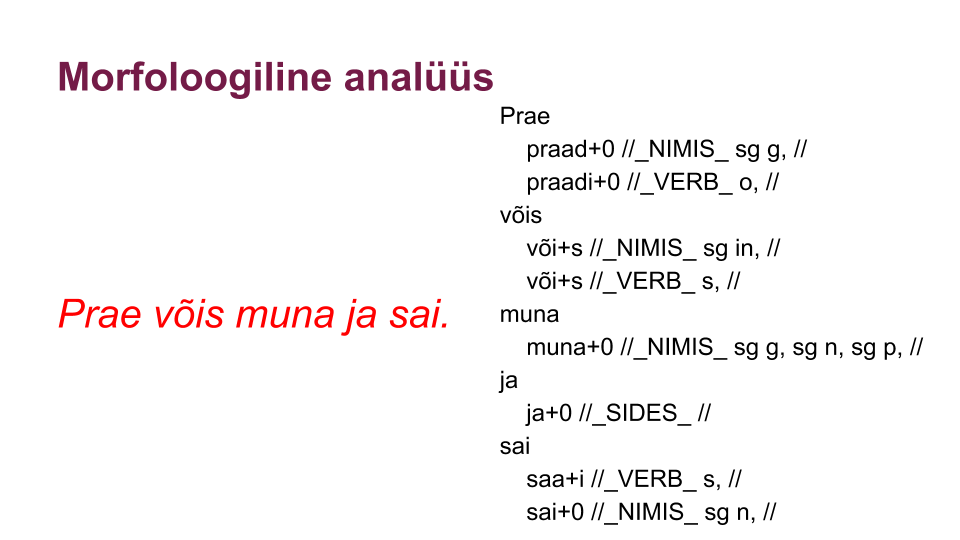 Morfoloogiline analüüs
Prae võis muna ja sai.
Prae
praad+0 //_NIMIS_ sg g, //
praadi+0 //_VERB_ o, //
võis
või+s //_NIMIS_ sg in, //
või+s //_VERB_ s, //
muna
muna+0 //_NIMIS_ sg g, sg n, sg p, //
ja
ja+0 //_SIDES_ //
sai
saa+i //_VERB_ s, //
sai+0 //_NIMIS_ sg n, //